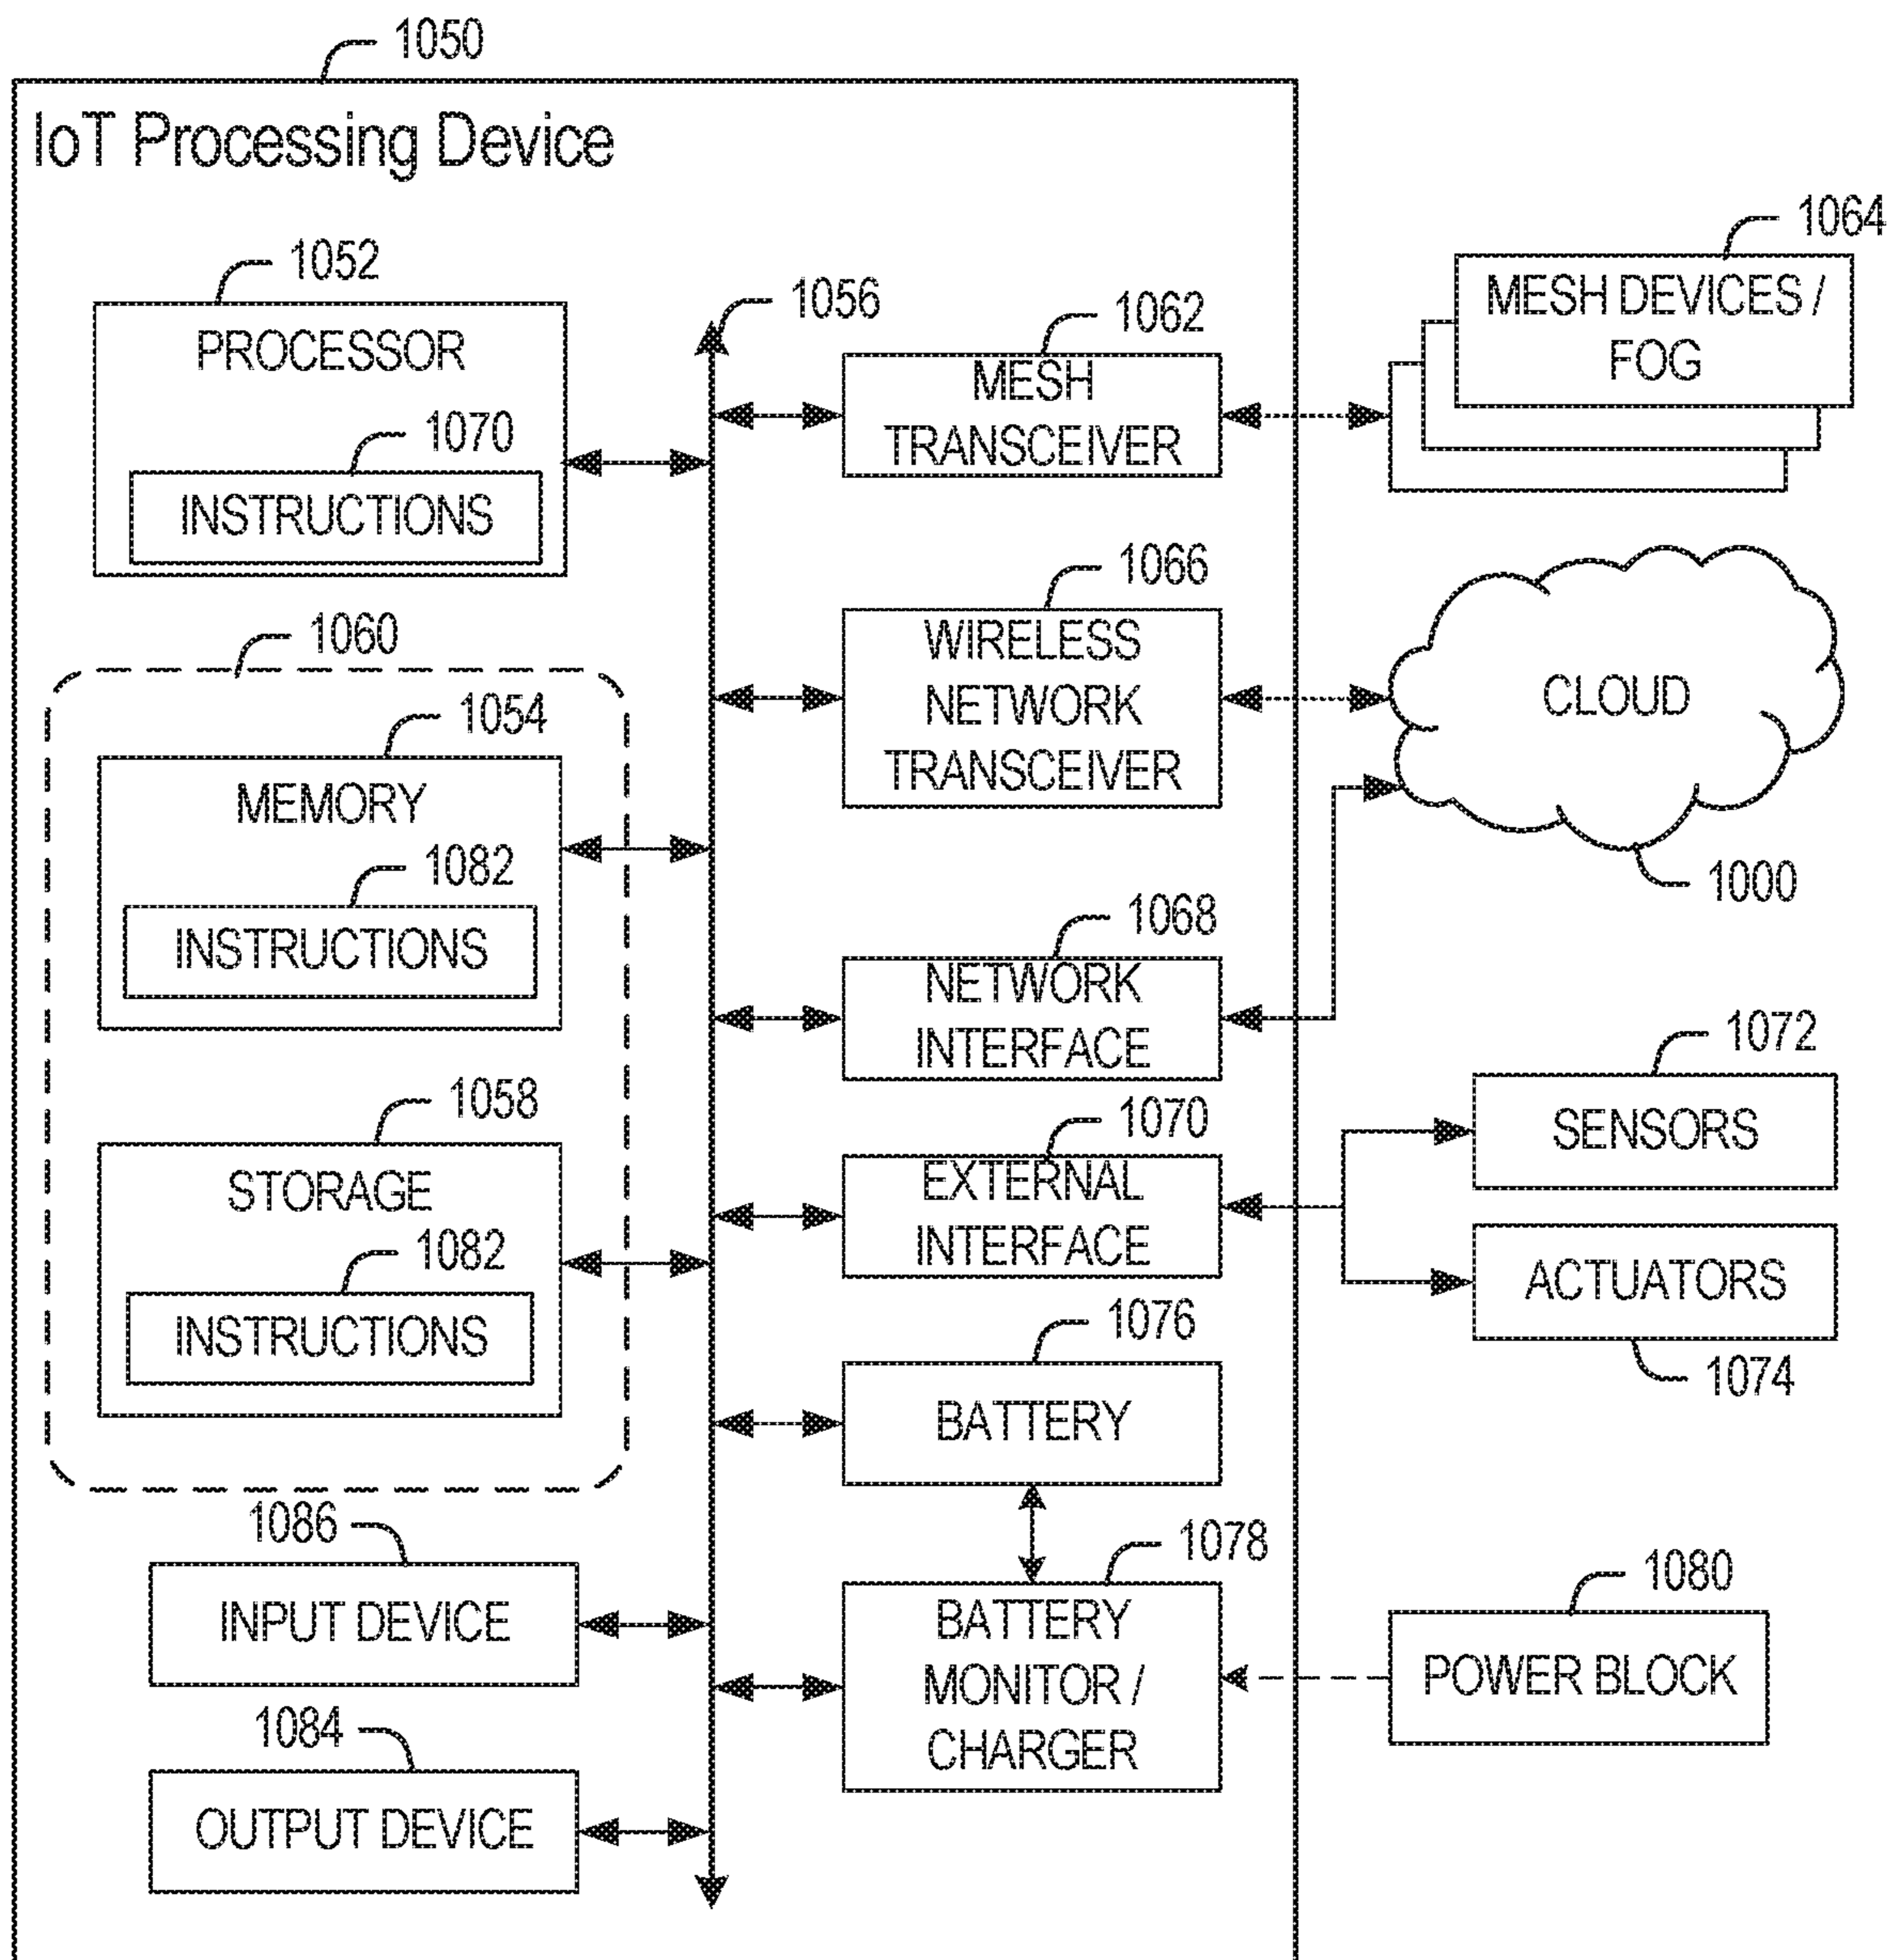 1050
IoT Processing Device
1052
PROCESSOR
1070
INSTRUCTIONS
1060
1054
MEMORY
1082
INSTRUCTIONS
1058
STORAGE
1082
INSTRUCTIONS
1086
INPUT DEVICE
1084
OUTPUT DEVICE
1056
1062
MESH
TRANSCEIVER
1066
WIRELESS
NETWORK
TRANSCEIVER
1068
NETWORK
INTERFACE
1070
EXTERNAL
INTERFACE
1076
BATTERY
1078
BATTERY
MONITOR /
CHARGER
1064
MESH DEVICES /
FOG
CLOUD
1000
1072
SENSORS
ACTUATORS
1074
1080
POWER BLOCK